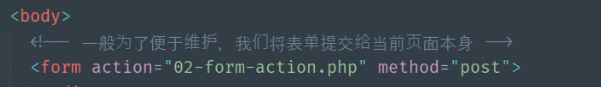 <body>
<!-- 一般为了便于维护，我们将表单提交给当前页面本身 -->
<form action="02-form-action.php" method="post">